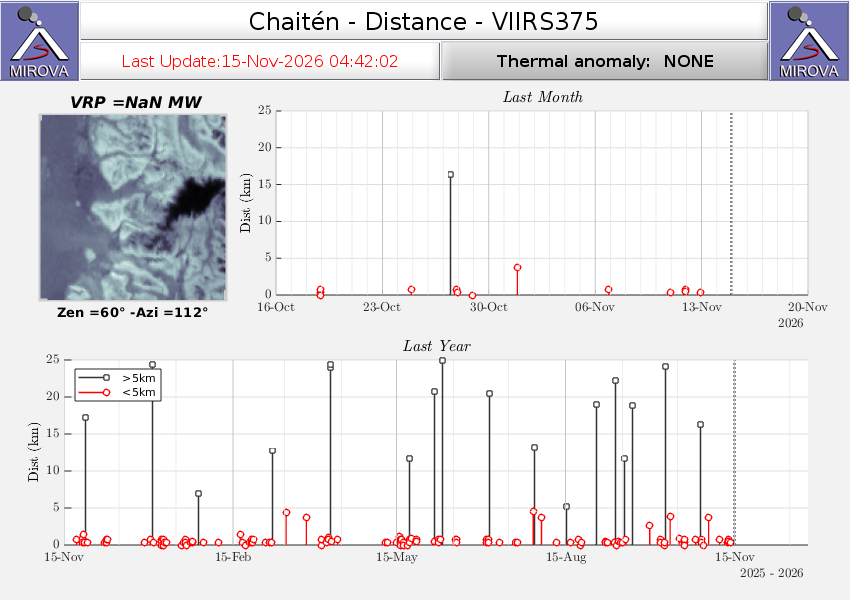 Chaitén - Distance - VIIRS375
MIROVA
Last Update:15-Nov-2026 04:42:02
Thermal anomaly: NONE
MIROVA
VRP =NaN MW
Zen =60° -Azi =112°
Last Month
Dist (km)
25
20
15
10
5
0
16-Oct 23-Oct 30-Oct 06-Nov 13-Nov 20-Nov
2026
Last Year
Dist (km)
25
20
15
10
5
0
>5km
<5km
15-Nov 15-Feb 15-May 15-Aug 15-Nov
2025 - 2026